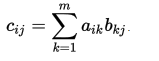 c_{ij} = \sum_{k=1}^{m} a_{ik} b_{kj}.